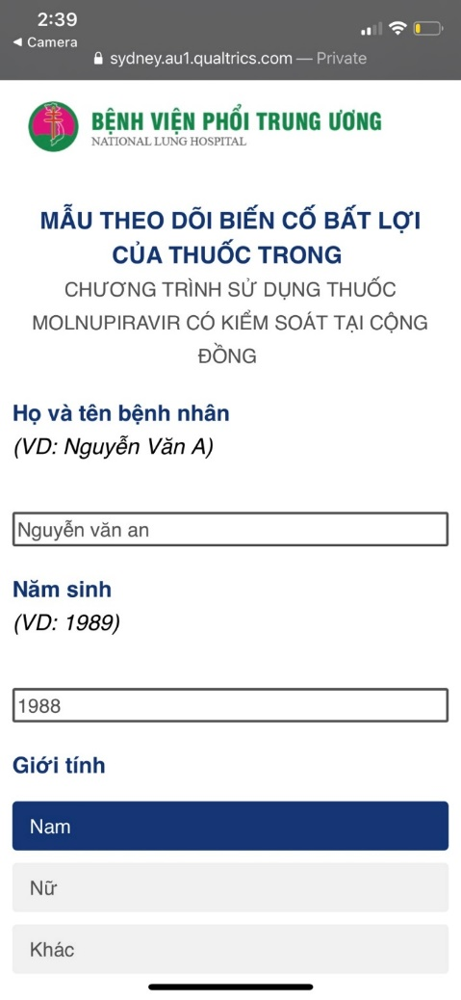 2:39
◀ Camera
sydney.au1.qualtrics.com — Private
BỆNH VIỆN PHỔI TRUNG ƯƠNG
NATIONAL LUNG HOSPITAL
MẪU THEO DÕI BIẾN CỐ BẤT LỢI
CỦA THUỐC TRONG
CHƯƠNG TRÌNH SỬ DỤNG THUỐC
MOLNUPIRAVIR CÓ KIỂM SOÁT TẠI CỘNG
ĐỒNG
Họ và tên bệnh nhân
(VD: Nguyễn Văn A)
Nguyễn văn an
Năm sinh
(VD: 1989)
1988
Giới tính
Nam
Nữ
Khác